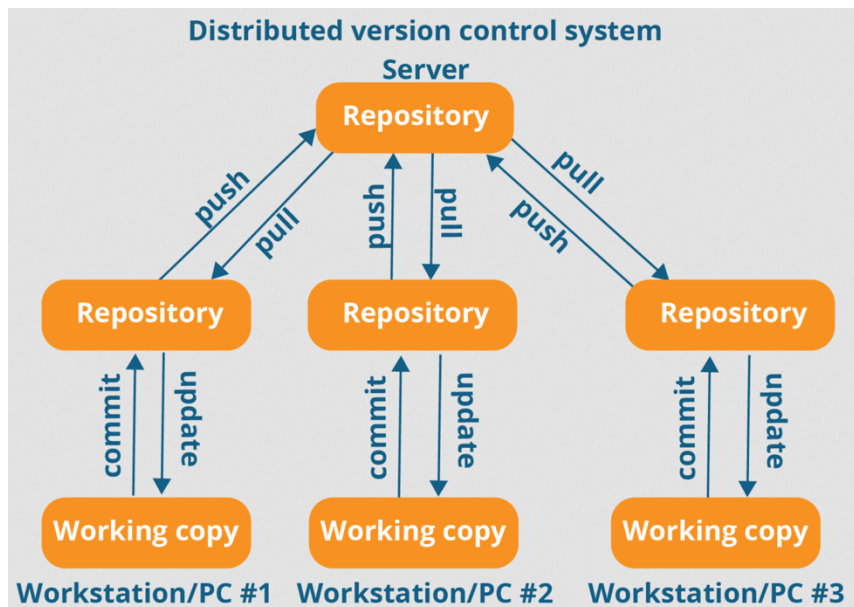 Distributed version control system
Server
Repository
push
pull
push
pull
push
pull
Repository
Repository
Repository
commit
update
commit
update
commit
update
Working copy
Working copy
Working copy
Workstation/PC #1
Workstation/PC #2
Workstation/PC #3